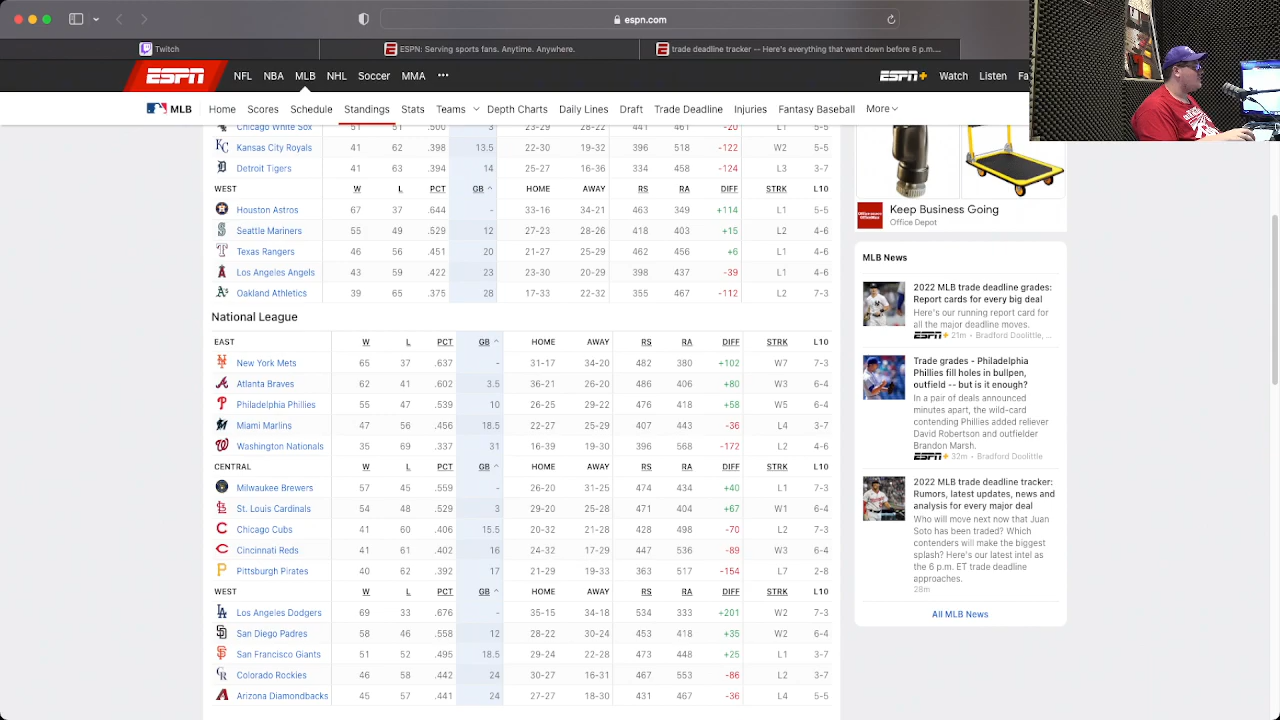 espn.com
Twitch
ESPN: Serving sports fans. Anytime. Anywhere.
trade deadline tracker -- Here's everything that went down before 6 p.m....
ESPN NFL NBA MLB NHL Soccer MMA ••• ESPN+ Watch Listen Fa
MLB Home Scores Schedule Standings Stats Teams Depth Charts Daily Lines Draft Trade Deadline Injuries Fantasy Baseball More
Chicago White Sox 51 51 .500 3 23-29 28-22 441 461 -20 L1 5-5
Kansas City Royals 41 62 .398 13.5 22-30 19-32 396 518 -122 W2 5-5
Detroit Tigers 41 63 .394 14 25-27 16-36 334 458 -124 L3 3-7
WEST W L PCT GB HOME AWAY RS RA DIFF STRK L10
Houston Astros 67 37 .644 - 33-16 34-21 463 349 +114 L1 5-5
Seattle Mariners 55 49 .529 12 27-23 28-26 418 403 +15 L2 4-6
Texas Rangers 46 56 .451 20 21-27 25-29 462 456 +6 L1 4-6
Los Angeles Angels 43 59 .422 23 23-30 20-29 398 437 -39 L1 4-6
Oakland Athletics 39 65 .375 28 17-33 22-32 355 467 -112 L2 7-3
National League
EAST W L PCT GB HOME AWAY RS RA DIFF STRK L10
New York Mets 65 37 .637 - 31-17 34-20 482 380 +102 W7 7-3
Atlanta Braves 62 41 .602 3.5 36-21 26-20 486 406 +80 W3 6-4
Philadelphia Phillies 55 47 .539 10 26-25 29-22 476 418 +58 W5 6-4
Miami Marlins 47 56 .456 18.5 22-27 25-29 407 443 -36 L4 3-7
Washington Nationals 35 69 .337 31 16-39 19-30 396 568 -172 L2 4-6
CENTRAL W L PCT GB HOME AWAY RS RA DIFF STRK L10
Milwaukee Brewers 57 45 .559 - 26-20 31-25 474 434 +40 L1 7-3
St. Louis Cardinals 54 48 .529 3 29-20 25-28 471 404 +67 W1 6-4
Chicago Cubs 41 60 .406 15.5 20-32 21-28 428 498 -70 L2 7-3
Cincinnati Reds 41 61 .402 16 24-32 17-29 447 536 -89 W3 6-4
Pittsburgh Pirates 40 62 .392 17 21-29 19-33 363 517 -154 L7 2-8
WEST W L PCT GB HOME AWAY RS RA DIFF STRK L10
Los Angeles Dodgers 69 33 .676 - 35-15 34-18 534 333 +201 W2 7-3
San Diego Padres 58 46 .558 12 28-22 30-24 453 418 +35 W2 6-4
San Francisco Giants 51 52 .495 18.5 29-24 22-28 473 448 +25 L1 3-7
Colorado Rockies 46 58 .442 24 30-27 16-31 467 553 -86 L2 3-7
Arizona Diamondbacks 45 57 .441 24 27-27 18-30 431 467 -36 L4 5-5
Office DEPOT OfficeMax
Keep Business Going
Office Depot
MLB News
2022 MLB trade deadline grades:
Report cards for every big deal
Here's our running report card for
all the major deadline moves.
ESPN+ 21m • Bradford Doolittle, ...
Trade grades - Philadelphia
Phillies fill holes in bullpen,
outfield -- but is it enough?
In a pair of deals announced
minutes apart, the wild-card
contending Phillies added reliever
David Robertson and outfielder
Brandon Marsh.
ESPN+ 32m • Bradford Doolittle
2022 MLB trade deadline tracker:
Rumors, latest updates, news and
analysis for every major deal
Who will move next now that Juan
Soto has been traded? Which
contenders will make the biggest
splash? Here's our latest intel as
the 6 p.m. ET trade deadline
approaches.
28m
All MLB News